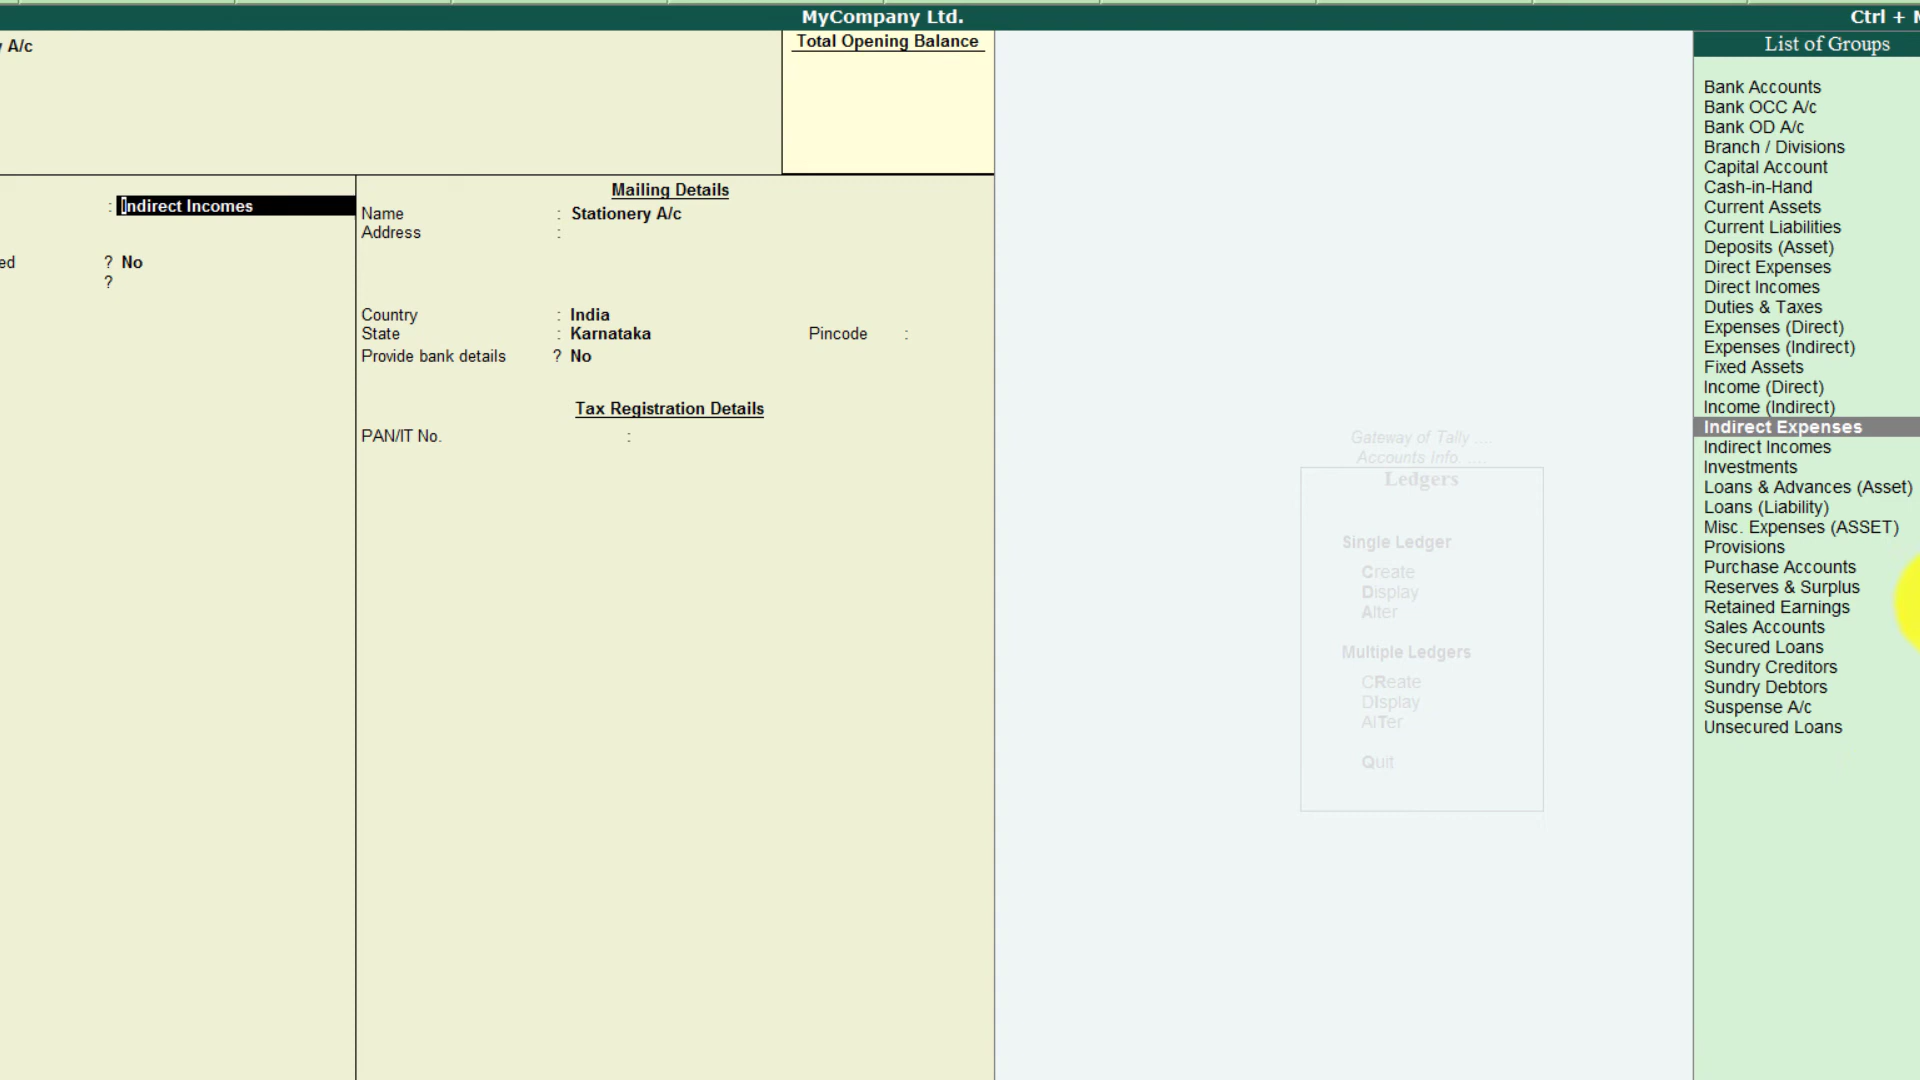 MyCompany Ltd.
Ctrl + M
A/c
Total Opening Balance
List of Groups
: Indirect Incomes
ed ? No
?
Mailing Details
Name : Stationery A/c
Address :
Country : India
State : Karnataka Pincode :
Provide bank details ? No
Tax Registration Details
PAN/IT No. :
Gateway of Tally ....
Accounts Info. ....
Ledgers
Single Ledger
Create
Display
Alter
Multiple Ledgers
CReate
DIsplay
AlTer
Quit
Bank Accounts
Bank OCC A/c
Bank OD A/c
Branch / Divisions
Capital Account
Cash-in-Hand
Current Assets
Current Liabilities
Deposits (Asset)
Direct Expenses
Direct Incomes
Duties & Taxes
Expenses (Direct)
Expenses (Indirect)
Fixed Assets
Income (Direct)
Income (Indirect)
Indirect Expenses
Indirect Incomes
Investments
Loans & Advances (Asset)
Loans (Liability)
Misc. Expenses (ASSET)
Provisions
Purchase Accounts
Reserves & Surplus
Retained Earnings
Sales Accounts
Secured Loans
Sundry Creditors
Sundry Debtors
Suspense A/c
Unsecured Loans